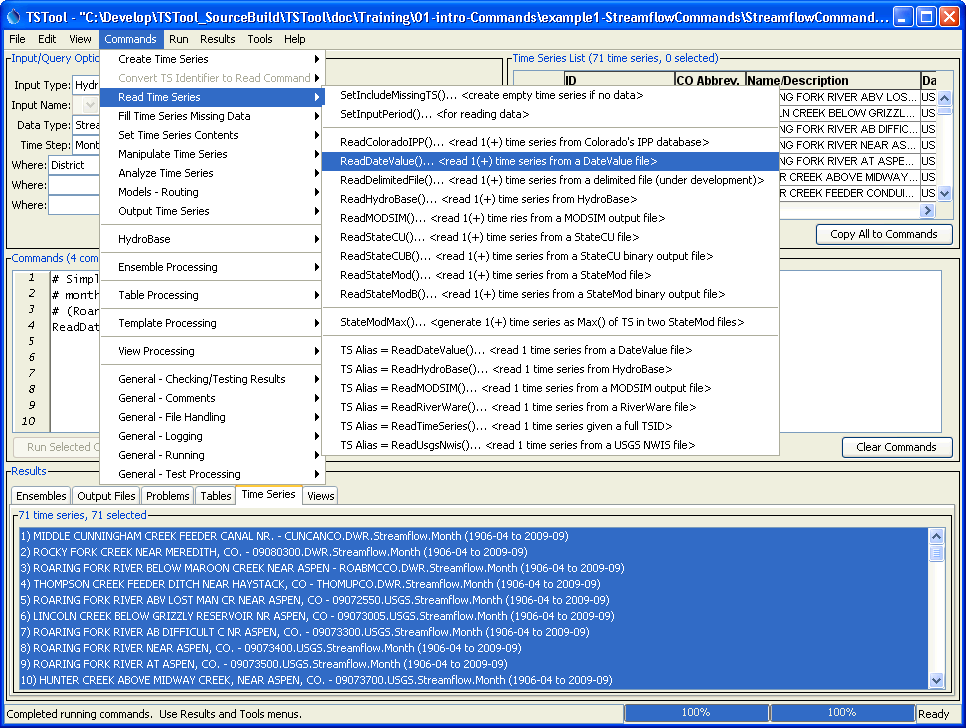 TSTool - "C:\Develop\TSTool_SourceBuild\TSTool\doc\Training\01-intro-Commands\example1-StreamflowCommands\StreamflowCommand...
File Edit View Commands Run Results Tools Help
Input/Query Optio
Input Type: Hydr
Input Name:
Data Type: Strea
Time Step: Mont
Where: District
Where:
Where:
Create Time Series
Convert TS Identifier to Read Command
Read Time Series
Fill Time Series Missing Data
Set Time Series Contents
Manipulate Time Series
Analyze Time Series
Models - Routing
Output Time Series
HydroBase
Ensemble Processing
Table Processing
Template Processing
View Processing
General - Checking/Testing Results
General - Comments
General - File Handling
General - Logging
General - Running
General - Test Processing
SetIncludeMissingTS()... <create empty time series if no data>
SetInputPeriod()... <for reading data>
ReadColoradoIPP()... <read 1(+) time series from Colorado's IPP database>
ReadDateValue()... <read 1(+) time series from a DateValue file>
ReadDelimitedFile()... <read 1(+) time series from a delimited file (under development)>
ReadHydroBase()... <read 1(+) time series from HydroBase>
ReadMODSIM()... <read 1(+) time ries from a MODSIM output file>
ReadStateCU()... <read 1(+) time series from a StateCU file>
ReadStateCUB()... <read 1(+) time series from a StateCU binary output file>
ReadStateMod()... <read 1(+) time series from a StateMod file>
ReadStateModB()... <read 1(+) time series from a StateMod binary output file>
StateModMax()... <generate 1(+) time series as Max() of TS in two StateMod files>
TS Alias = ReadDateValue()... <read 1 time series from a DateValue file>
TS Alias = ReadHydroBase()... <read 1 time series from HydroBase>
TS Alias = ReadMODSIM()... <read 1 time series from a MODSIM output file>
TS Alias = ReadRiverWare()... <read 1 time series from a RiverWare file>
TS Alias = ReadTimeSeries()... <read 1 time series given a full TSID>
TS Alias = ReadUsgsNwis()... <read 1 time series from a USGS NWIS file>
Time Series List (71 time series, 0 selected)
ID CO Abbrev. Name/Description Da
NG FORK RIVER ABV LOS... US
LN CREEK BELOW GRIZZL... US
NG FORK RIVER AB DIFFIC... US
NG FORK RIVER NEAR AS... US
NG FORK RIVER AT ASPE... US
ER CREEK ABOVE MIDWAY... US
ER CREEK FEEDER CONDUI... US
Copy All to Commands
Commands (4 com
1 # Simpl
2 # month
3 # (Roar
4 ReadDat
5
6
7
8
9
10
Run Selected C
Clear Commands
Results
Ensembles Output Files Problems Tables Time Series Views
71 time series, 71 selected
1) MIDDLE CUNNINGHAM CREEK FEEDER CANAL NR. - CUNCANCO.DWR.Streamflow.Month (1906-04 to 2009-09)
2) ROCKY FORK CREEK NEAR MEREDITH, CO. - 09080300.DWR.Streamflow.Month (1906-04 to 2009-09)
3) ROARING FORK RIVER BELOW MAROON CREEK NEAR ASPEN - ROABMCCO.DWR.Streamflow.Month (1906-04 to 2009-09)
4) THOMPSON CREEK FEEDER DITCH NEAR HAYSTACK, CO - THOMUPCO.DWR.Streamflow.Month (1906-04 to 2009-09)
5) ROARING FORK RIVER ABV LOST MAN CR NEAR ASPEN, CO - 09072550.USGS.Streamflow.Month (1906-04 to 2009-09)
6) LINCOLN CREEK BELOW GRIZZLY RESERVOIR NR ASPEN, CO - 09073005.USGS.Streamflow.Month (1906-04 to 2009-09)
7) ROARING FORK RIVER AB DIFFICULT C NR ASPEN, CO. - 09073300.USGS.Streamflow.Month (1906-04 to 2009-09)
8) ROARING FORK RIVER NEAR ASPEN, CO. - 09073400.USGS.Streamflow.Month (1906-04 to 2009-09)
9) ROARING FORK RIVER AT ASPEN, CO. - 09073500.USGS.Streamflow.Month (1906-04 to 2009-09)
10) HUNTER CREEK ABOVE MIDWAY CREEK, NEAR ASPEN, CO. - 09073700.USGS.Streamflow.Month (1906-04 to 2009-09)
Completed running commands. Use Results and Tools menus. 100% 100% Ready